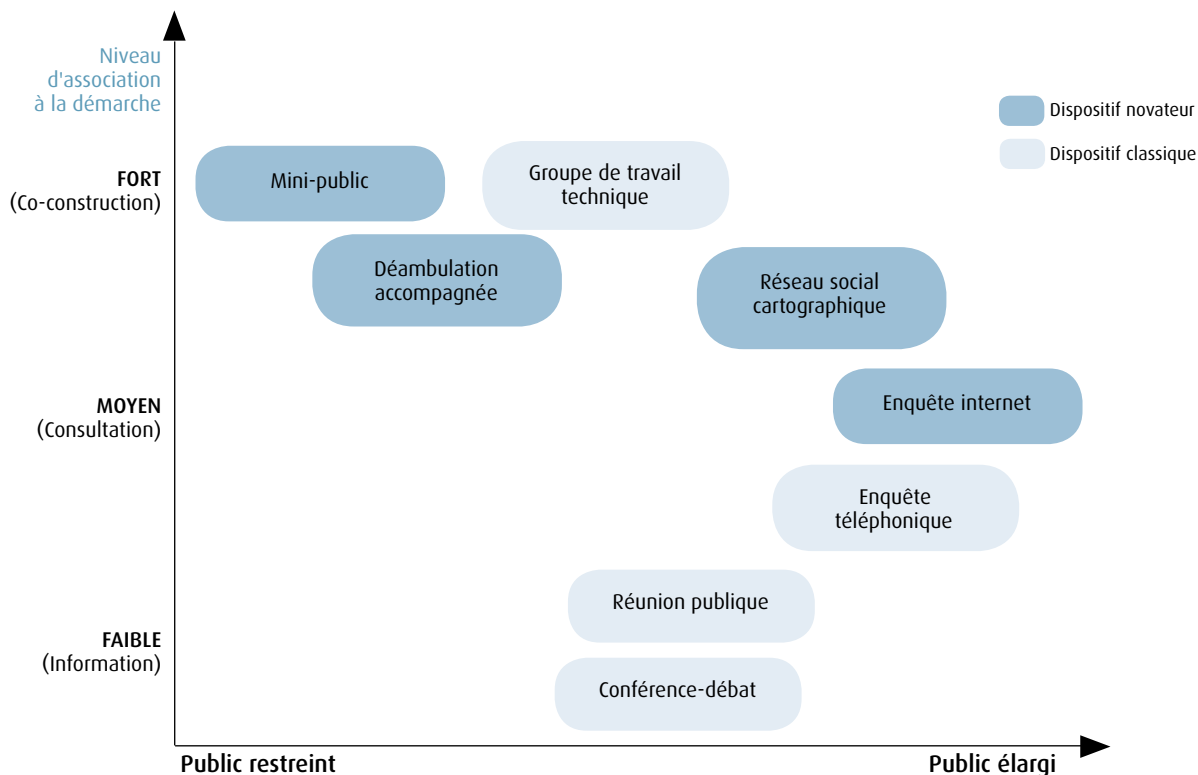 Niveau
d'association
à la démarche
Dispositif novateur
Dispositif classique
FORT
(Co-construction)
Mini-public
Groupe de travail
technique
Déambulation
accompagnée
Réseau social
cartographique
MOYEN
(Consultation)
Enquête internet
Enquête
téléphonique
Réunion publique
FAIBLE
(Information)
Conférence-débat
Public restreint
Public élargi